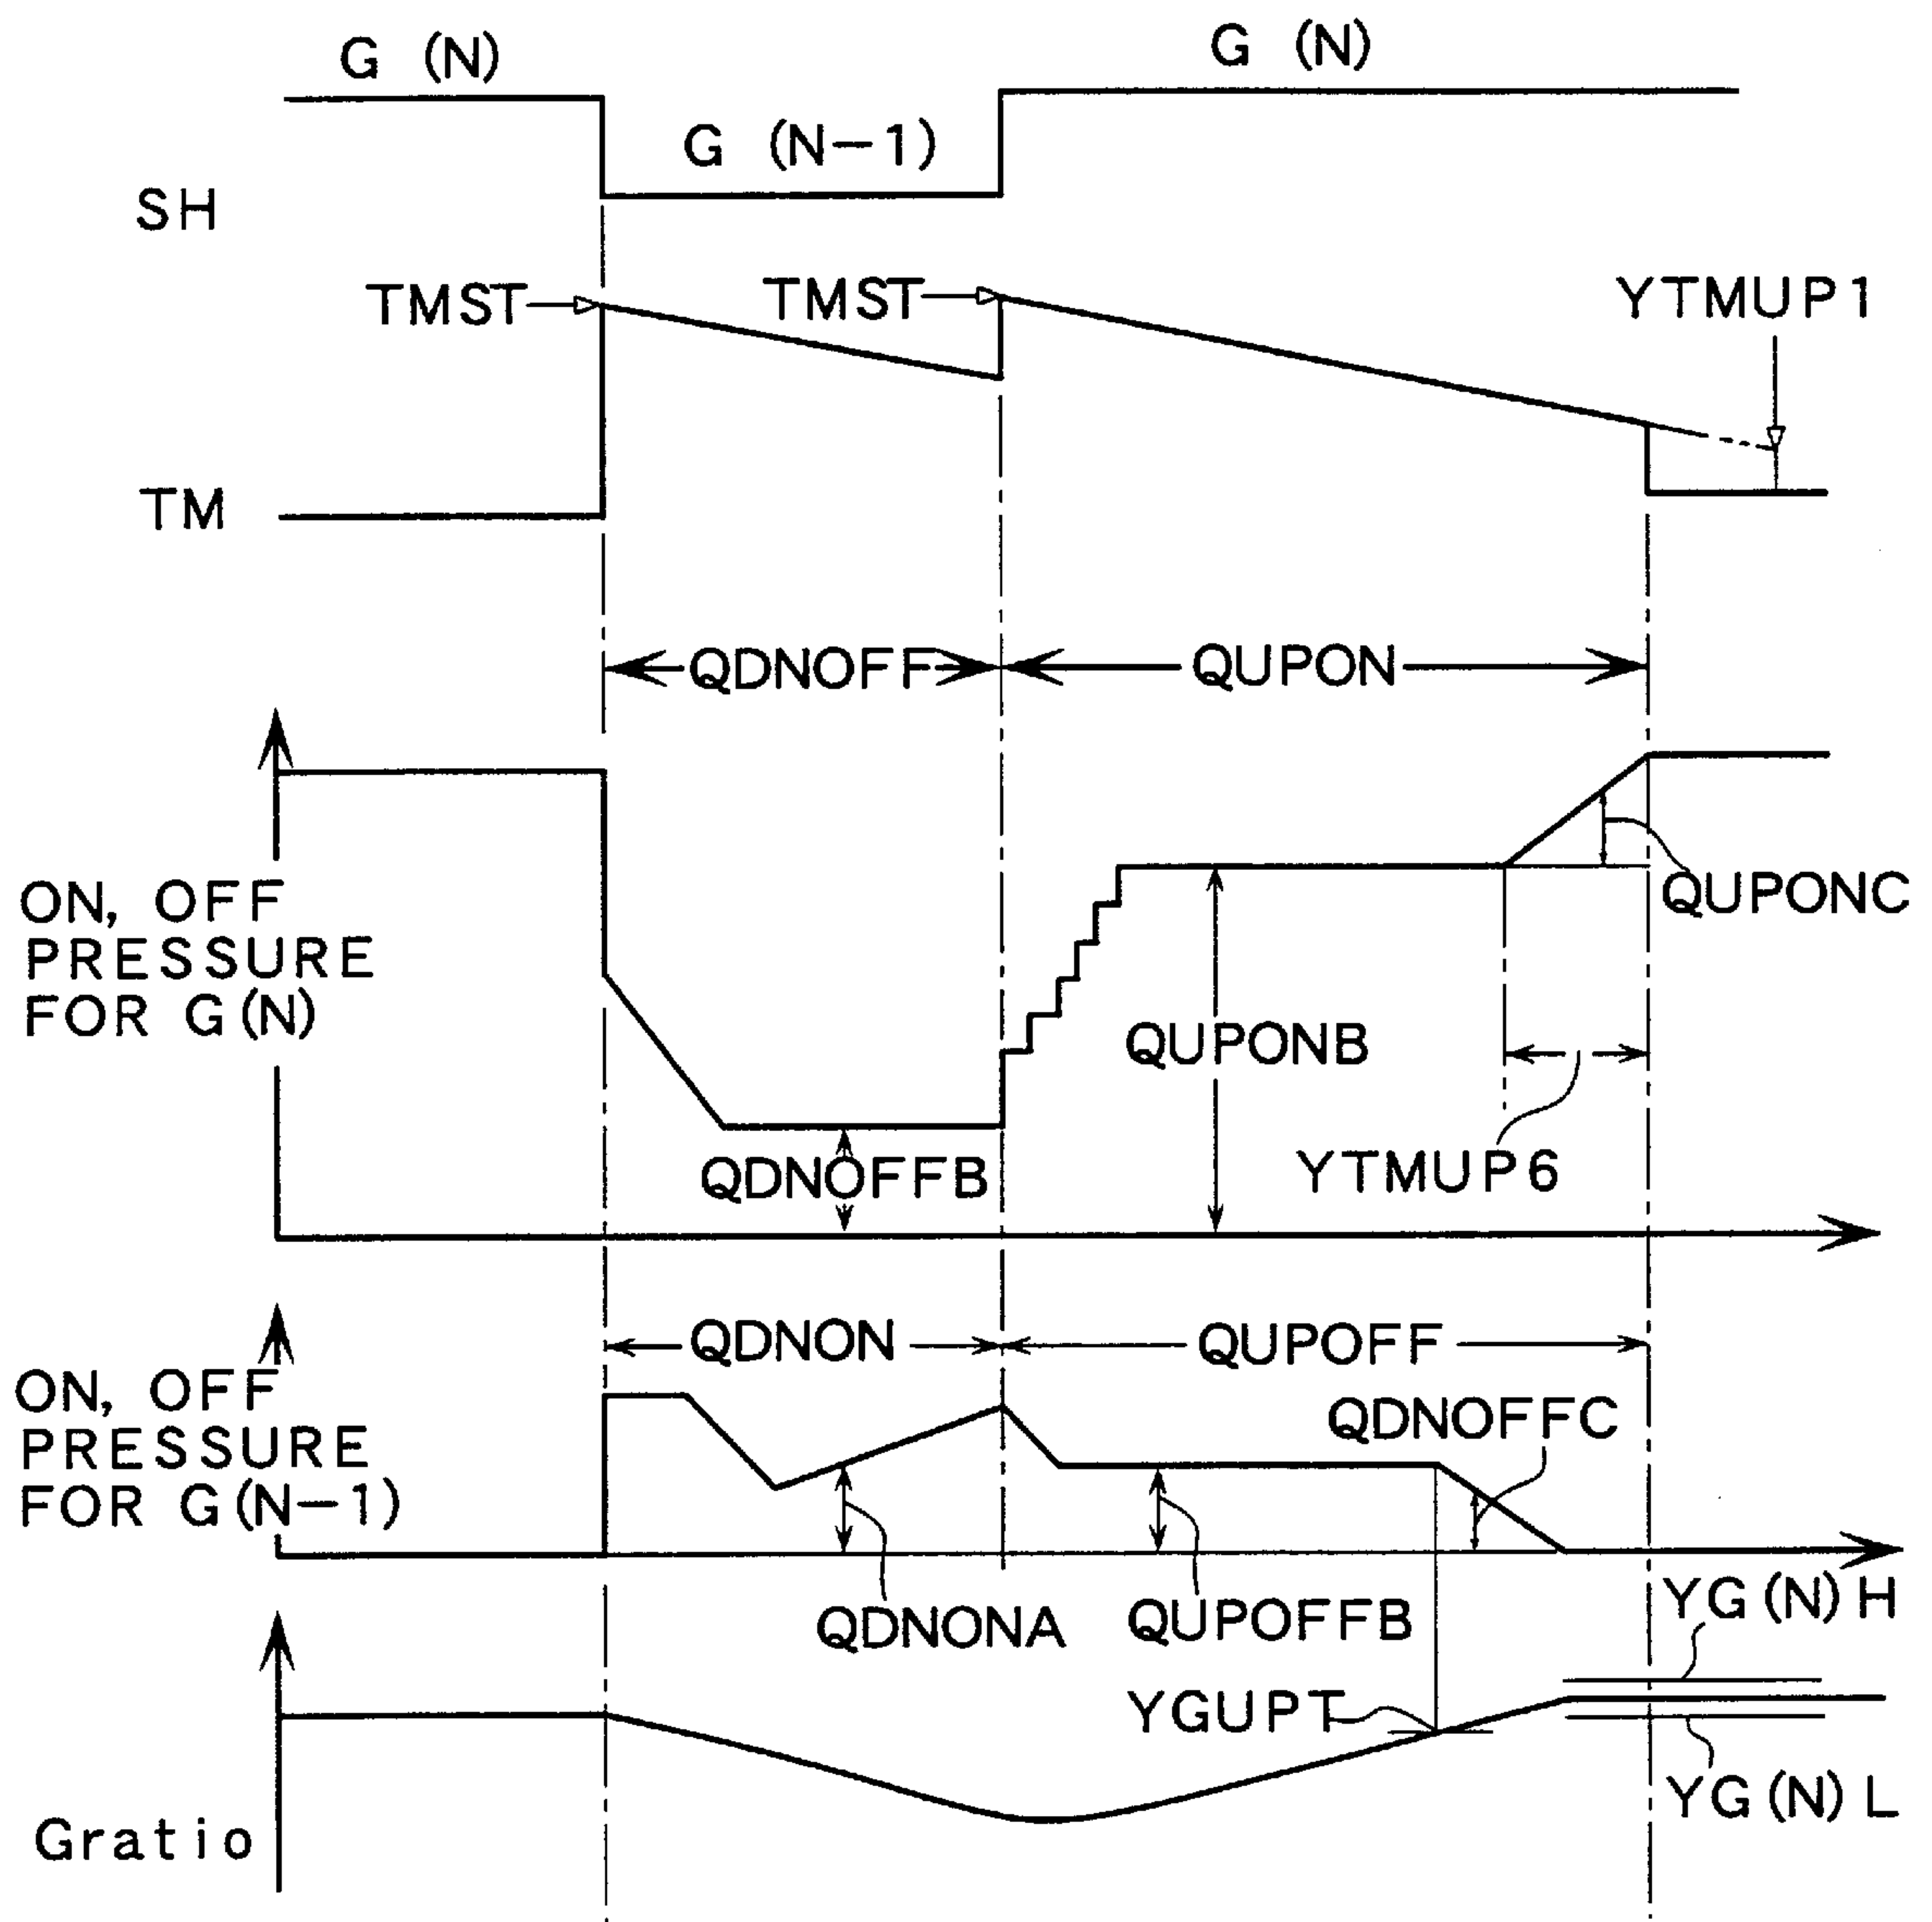 G (N)
G (N)
G (N-1)
SH
TMST
TMST
YTMUP1
TM
QDNOFF
QUPON
ON, OFF
PRESSURE
FOR G(N)
QUPONC
QUPONB
QDNOFFB
YTMUP6
QDNON
QUPOFF
ON, OFF
PRESSURE
FOR G(N-1)
QDNOFFC
QDNONA
QUPOFFB
YG(N)H
YGUPT
YG(N)L
Gratio